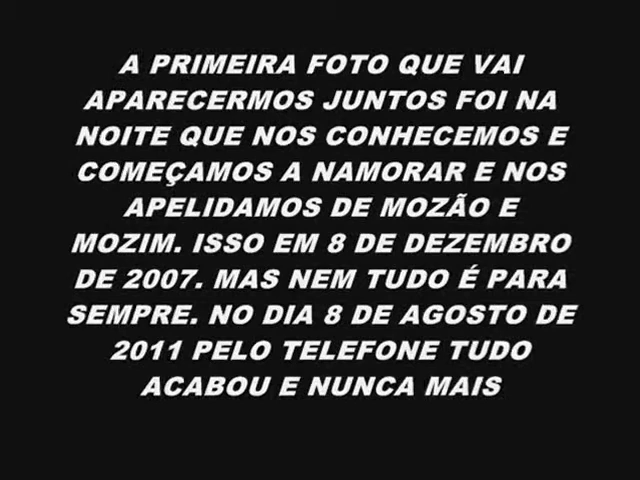 A PRIMEIRA FOTO QUE VAI
APARECERMOS JUNTOS FOI NA
NOITE QUE NOS CONHECEMOS E
COMEÇAMOS A NAMORAR E NOS
APELIDAMOS DE MOZÃO E
MOZIM. ISSO EM 8 DE DEZEMBRO
DE 2007. MAS NEM TUDO É PARA
SEMPRE. NO DIA 8 DE AGOSTO DE
2011 PELO TELEFONE TUDO
ACABOU E NUNCA MAIS